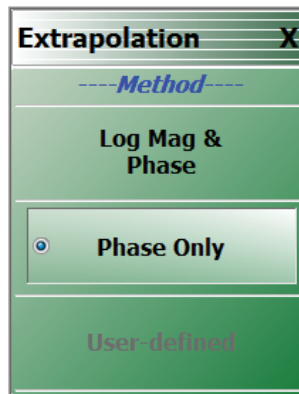 Extrapolation X
----Method----
Log Mag &
Phase
Phase Only
User-defined